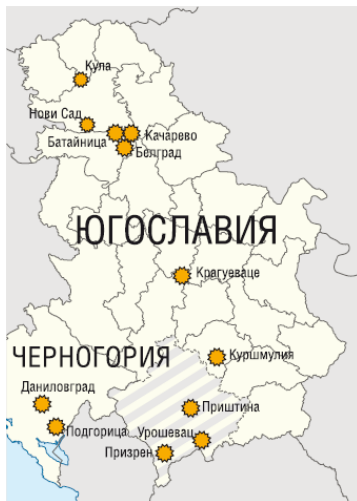 Кула
Нови Сад
Батайница
Качарево
Белград
ЮГОСЛАВИЯ
Крагуеваце
ЧЕРНОГОРИЯ
Куршмулия
Даниловград
Приштина
Подгорица
Урошевац
Призрен